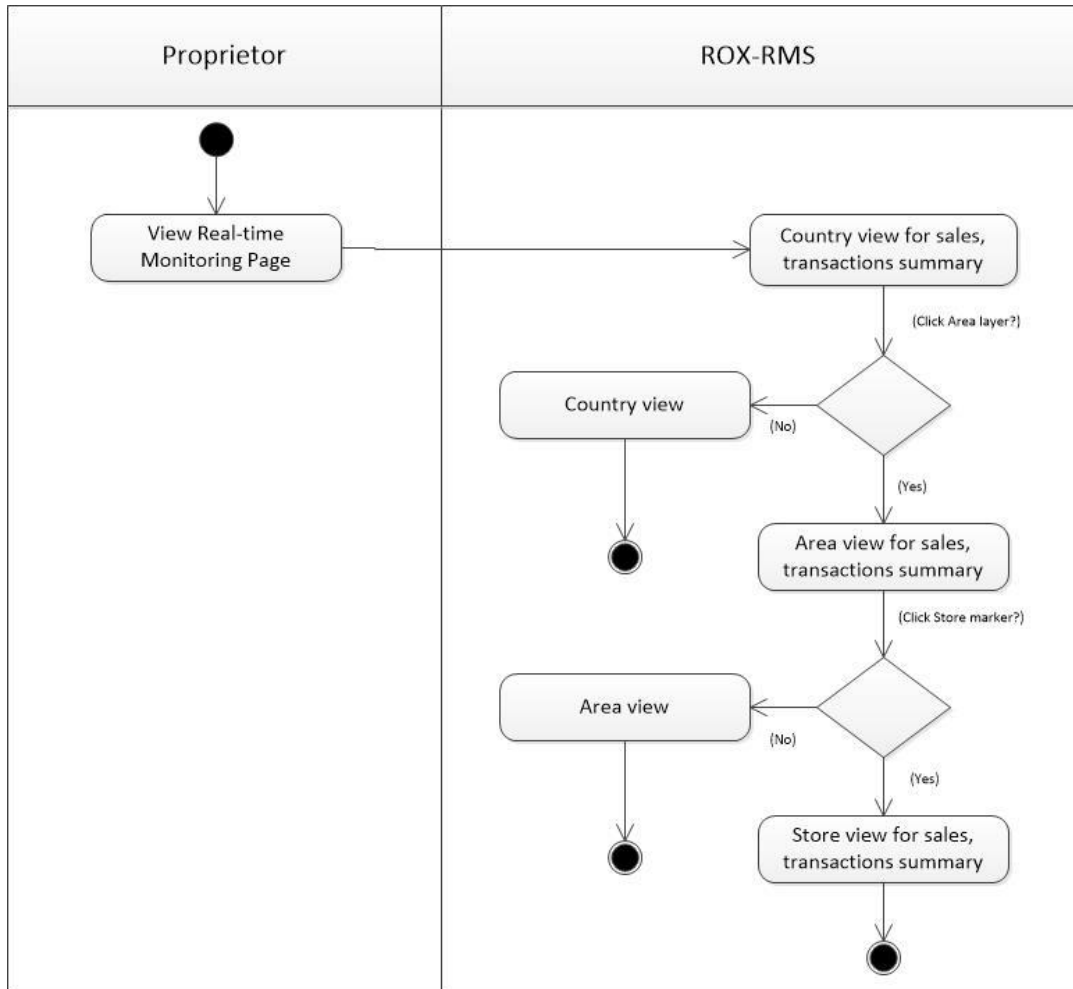 Proprietor
ROX-RMS
View Real-time
Monitoring Page
Country view for sales,
transactions summary
(Click Area layer?)
Country view
(No)
(Yes)
Area view for sales,
transactions summary
(Click Store marker?)
Area view
(No)
(Yes)
Store view for sales,
transactions summary